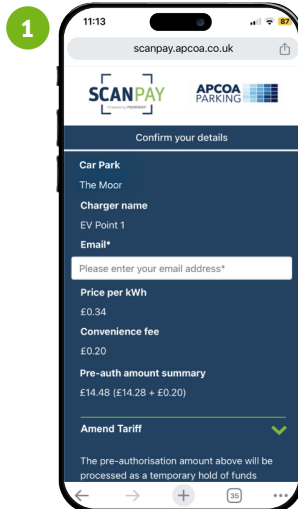 1
11:13
87
scanpay.apcoa.co.uk
SCANPAY
Powered by PARKWAY
APCOA
PARKING
Confirm your details
Car Park
The Moor
Charger name
EV Point 1
Email*
Please enter your email address*
Price per kWh
£0.34
Convenience fee
£0.20
Pre-auth amount summary
£14.48 (£14.28 + £0.20)
Amend Tariff
The pre-authorisation amount above will be
processed as a temporary hold of funds
35